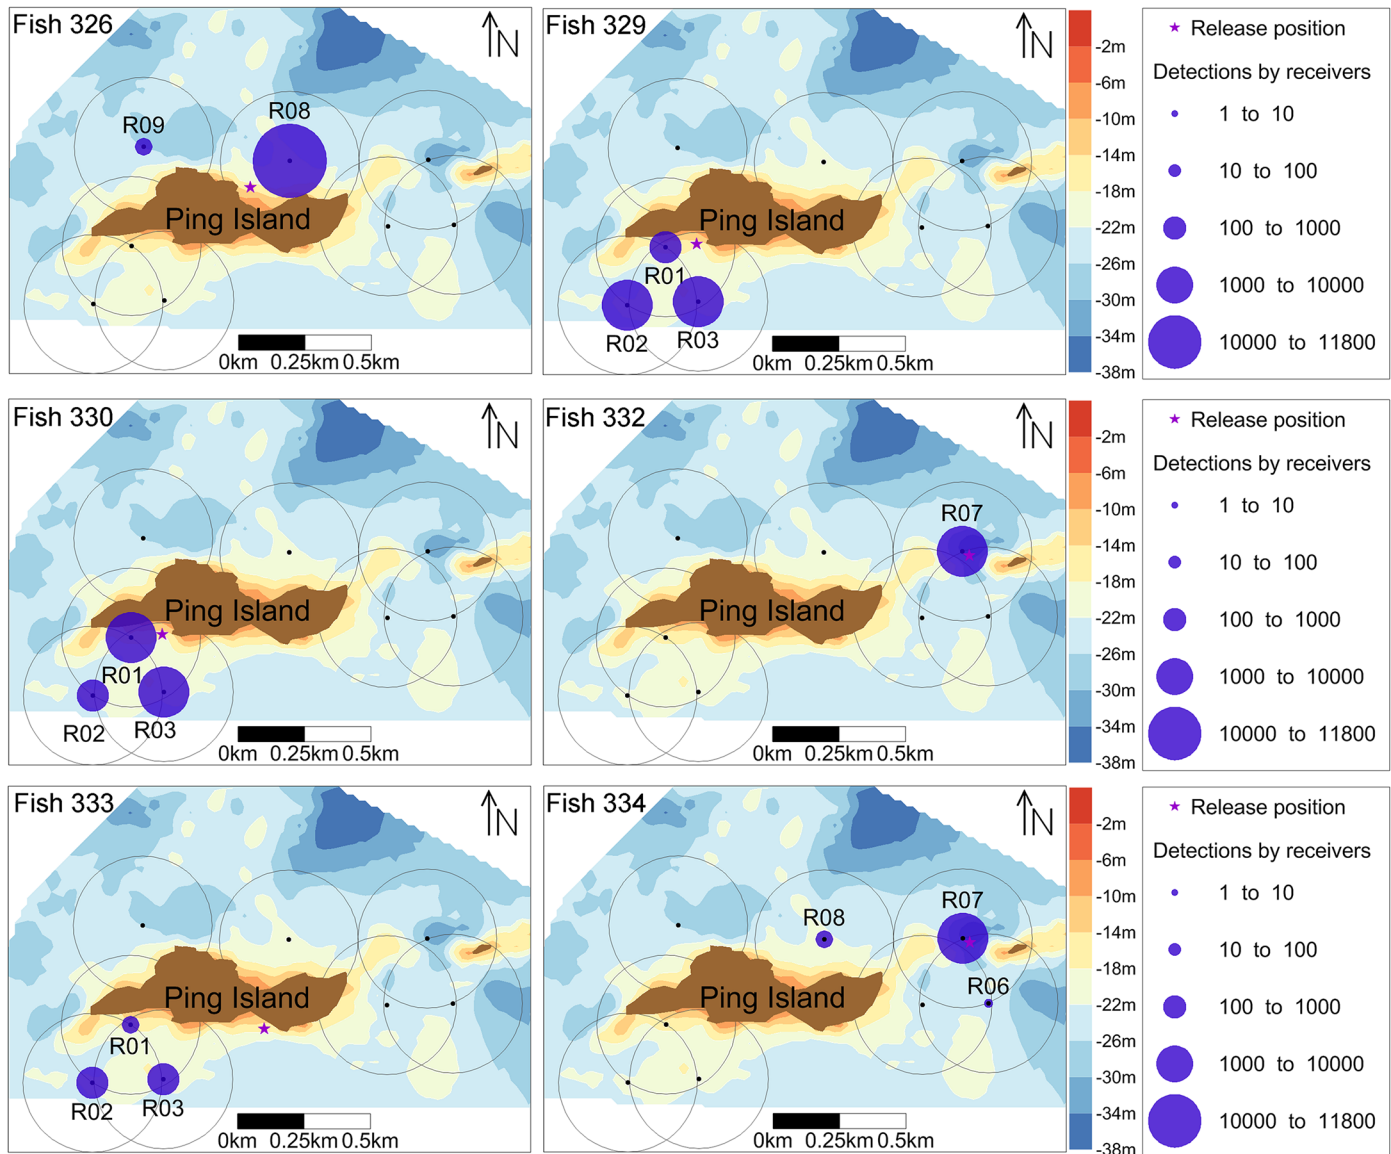 Fish 326
N
R09
R08
Ping Island
0km 0.25km 0.5km
Fish 329
N
Ping Island
R01
R02
R03
0km 0.25km 0.5km
-2m
-6m
-10m
-14m
-18m
-22m
-26m
-30m
-34m
-38m
Release position
Detections by receivers
1 to 10
10 to 100
100 to 1000
1000 to 10000
10000 to 11800
Fish 330
N
Ping Island
R01
R02
R03
0km 0.25km 0.5km
Fish 332
N
R07
Ping Island
0km 0.25km 0.5km
-2m
-6m
-10m
-14m
-18m
-22m
-26m
-30m
-34m
-38m
Release position
Detections by receivers
1 to 10
10 to 100
100 to 1000
1000 to 10000
10000 to 11800
Fish 333
N
Ping Island
R01
R02
R03
0km 0.25km 0.5km
Fish 334
N
R08
R07
R06
Ping Island
0km 0.25km 0.5km
-2m
-6m
-10m
-14m
-18m
-22m
-26m
-30m
-34m
-38m
Release position
Detections by receivers
1 to 10
10 to 100
100 to 1000
1000 to 10000
10000 to 11800